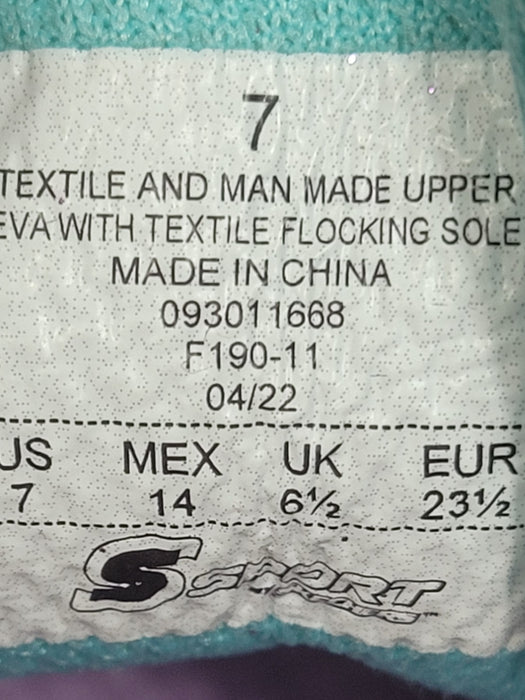 7
TEXTILE AND MAN MADE UPPER
EVA WITH TEXTILE FLOCKING SOLE
MADE IN CHINA
093011668
F190-11
04/22
US MEX UK EUR
7 14 6½ 23½
S SPORT